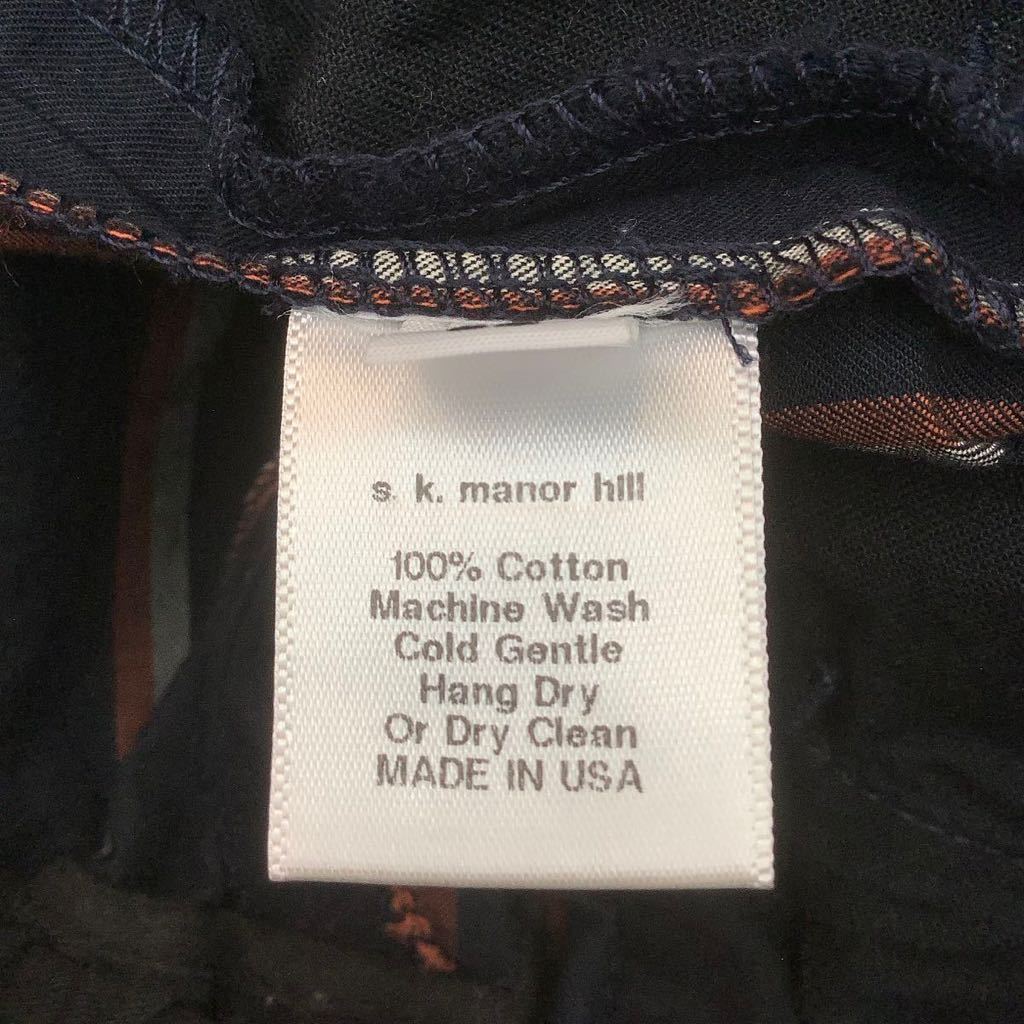 s. k. manor hill
100% Cotton
Machine Wash
Cold Gentle
Hang Dry
Or Dry Clean
MADE IN USA